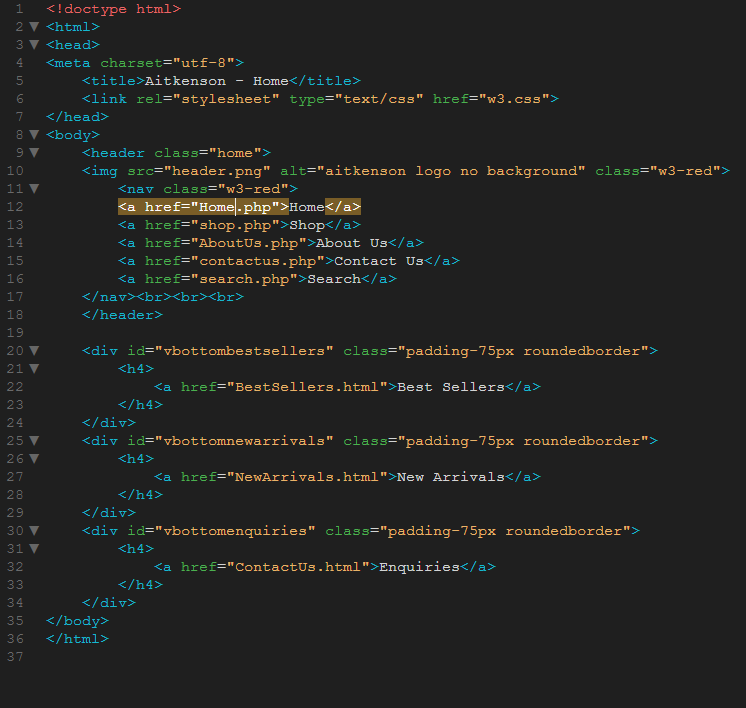 1 <!doctype html>
2 <html>
3 <head>
4 <meta charset="utf-8">
5     <title>Aitkenson - Home</title>
6     <link rel="stylesheet" type="text/css" href="w3.css">
7 </head>
8 <body>
9     <header class="home">
10     <img src="header.png" alt="aitkenson logo no background" class="w3-red">
11         <nav class="w3-red">
12         <a href="Home.php">Home</a>
13         <a href="shop.php">Shop</a>
14         <a href="AboutUs.php">About Us</a>
15         <a href="contactus.php">Contact Us</a>
16         <a href="search.php">Search</a>
17     </nav><br><br><br>
18     </header>
19
20     <div id="vbottombestsellers" class="padding-75px roundedborder">
21         <h4>
22             <a href="BestSellers.html">Best Sellers</a>
23         </h4>
24     </div>
25     <div id="vbottomnewarrivals" class="padding-75px roundedborder">
26         <h4>
27             <a href="NewArrivals.html">New Arrivals</a>
28         </h4>
29     </div>
30     <div id="vbottomenquiries" class="padding-75px roundedborder">
31         <h4>
32             <a href="ContactUs.html">Enquiries</a>
33         </h4>
34     </div>
35 </body>
36 </html>
37